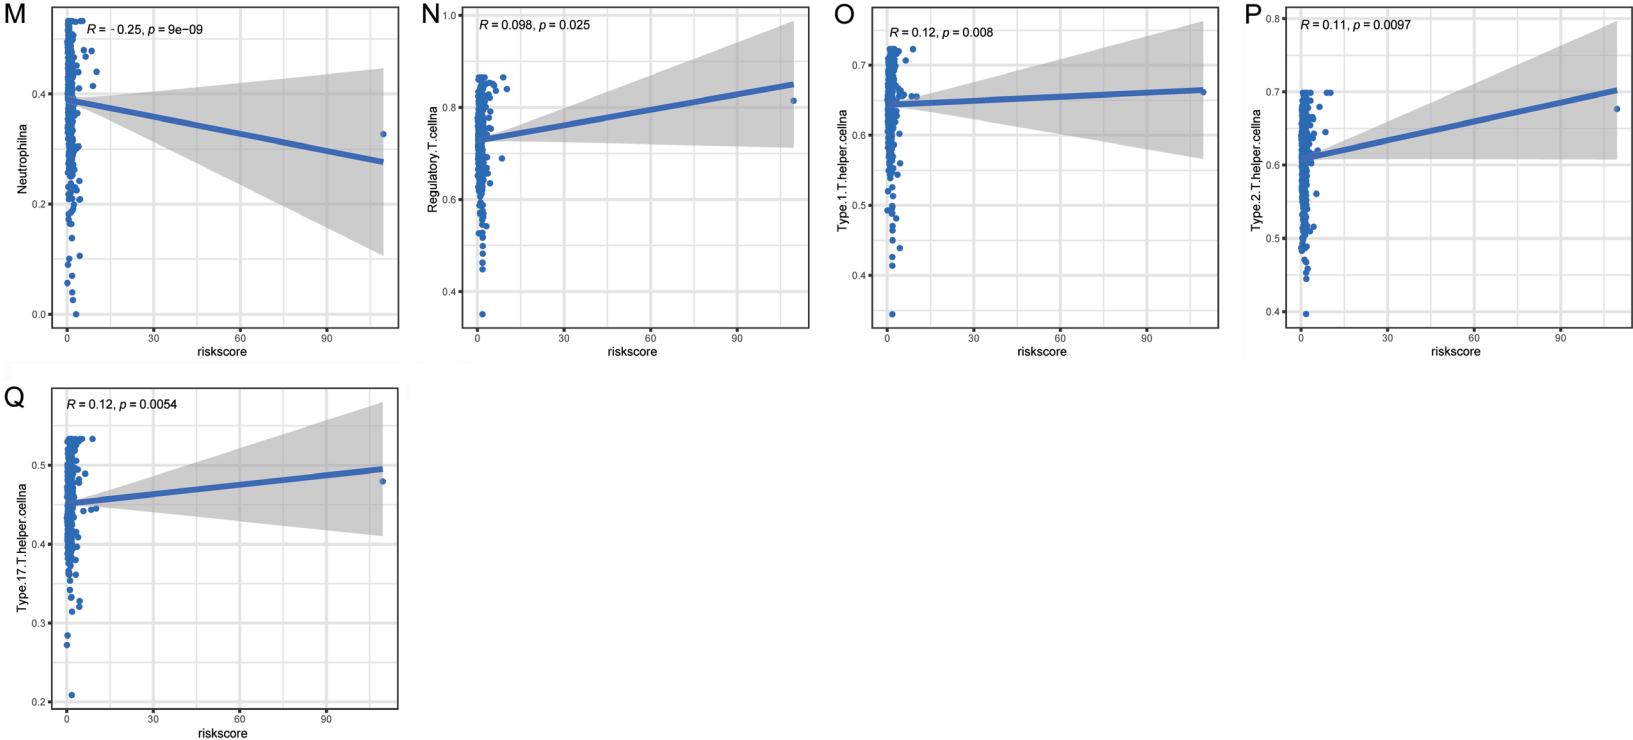 M
R = - 0.25, p = 9e-09
Neutrophilna
0.4
0.2
0.0
0 30 60 90
riskscore
N
R = 0.098, p = 0.025
Regulatory.T.cellna
1.0
0.8
0.6
0.4
0 30 60 90
riskscore
O
R = 0.12, p = 0.008
Type.1.T.helper.cellna
0.7
0.6
0.5
0.4
0 30 60 90
riskscore
P
R = 0.11, p = 0.0097
Type.2.T.helper.cellna
0.8
0.7
0.6
0.5
0.4
0 30 60 90
riskscore
Q
R = 0.12, p = 0.0054
Type.17.T.helper.cellna
0.5
0.4
0.3
0.2
0 30 60 90
riskscore